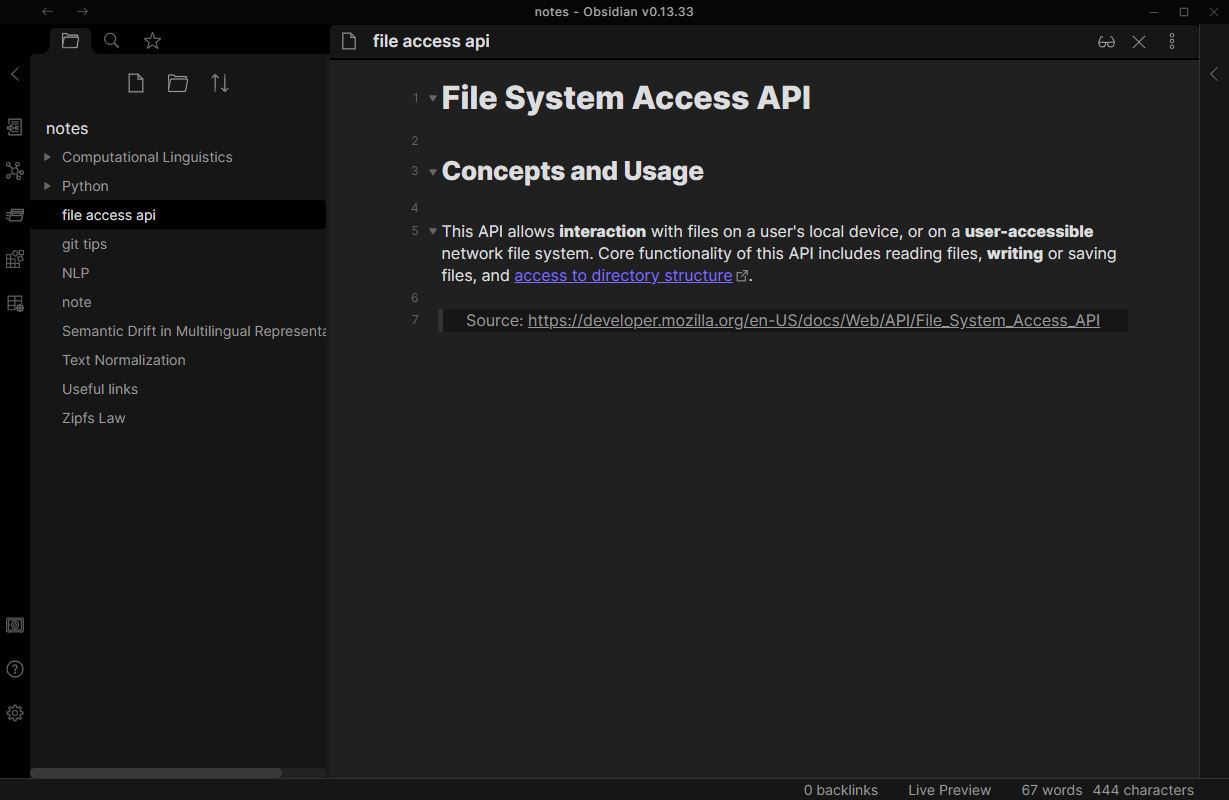 notes - Obsidian v0.13.33
file access api
notes
Computational Linguistics
Python
file access api
git tips
NLP
note
Semantic Drift in Multilingual Representa
Text Normalization
Useful links
Zipfs Law
1 File System Access API
2
3 Concepts and Usage
4
5 This API allows interaction with files on a user's local device, or on a user-accessible
network file system. Core functionality of this API includes reading files, writing or saving
files, and access to directory structure.
6
7 Source: https://developer.mozilla.org/en-US/docs/Web/API/File_System_Access_API
0 backlinks Live Preview 67 words 444 characters